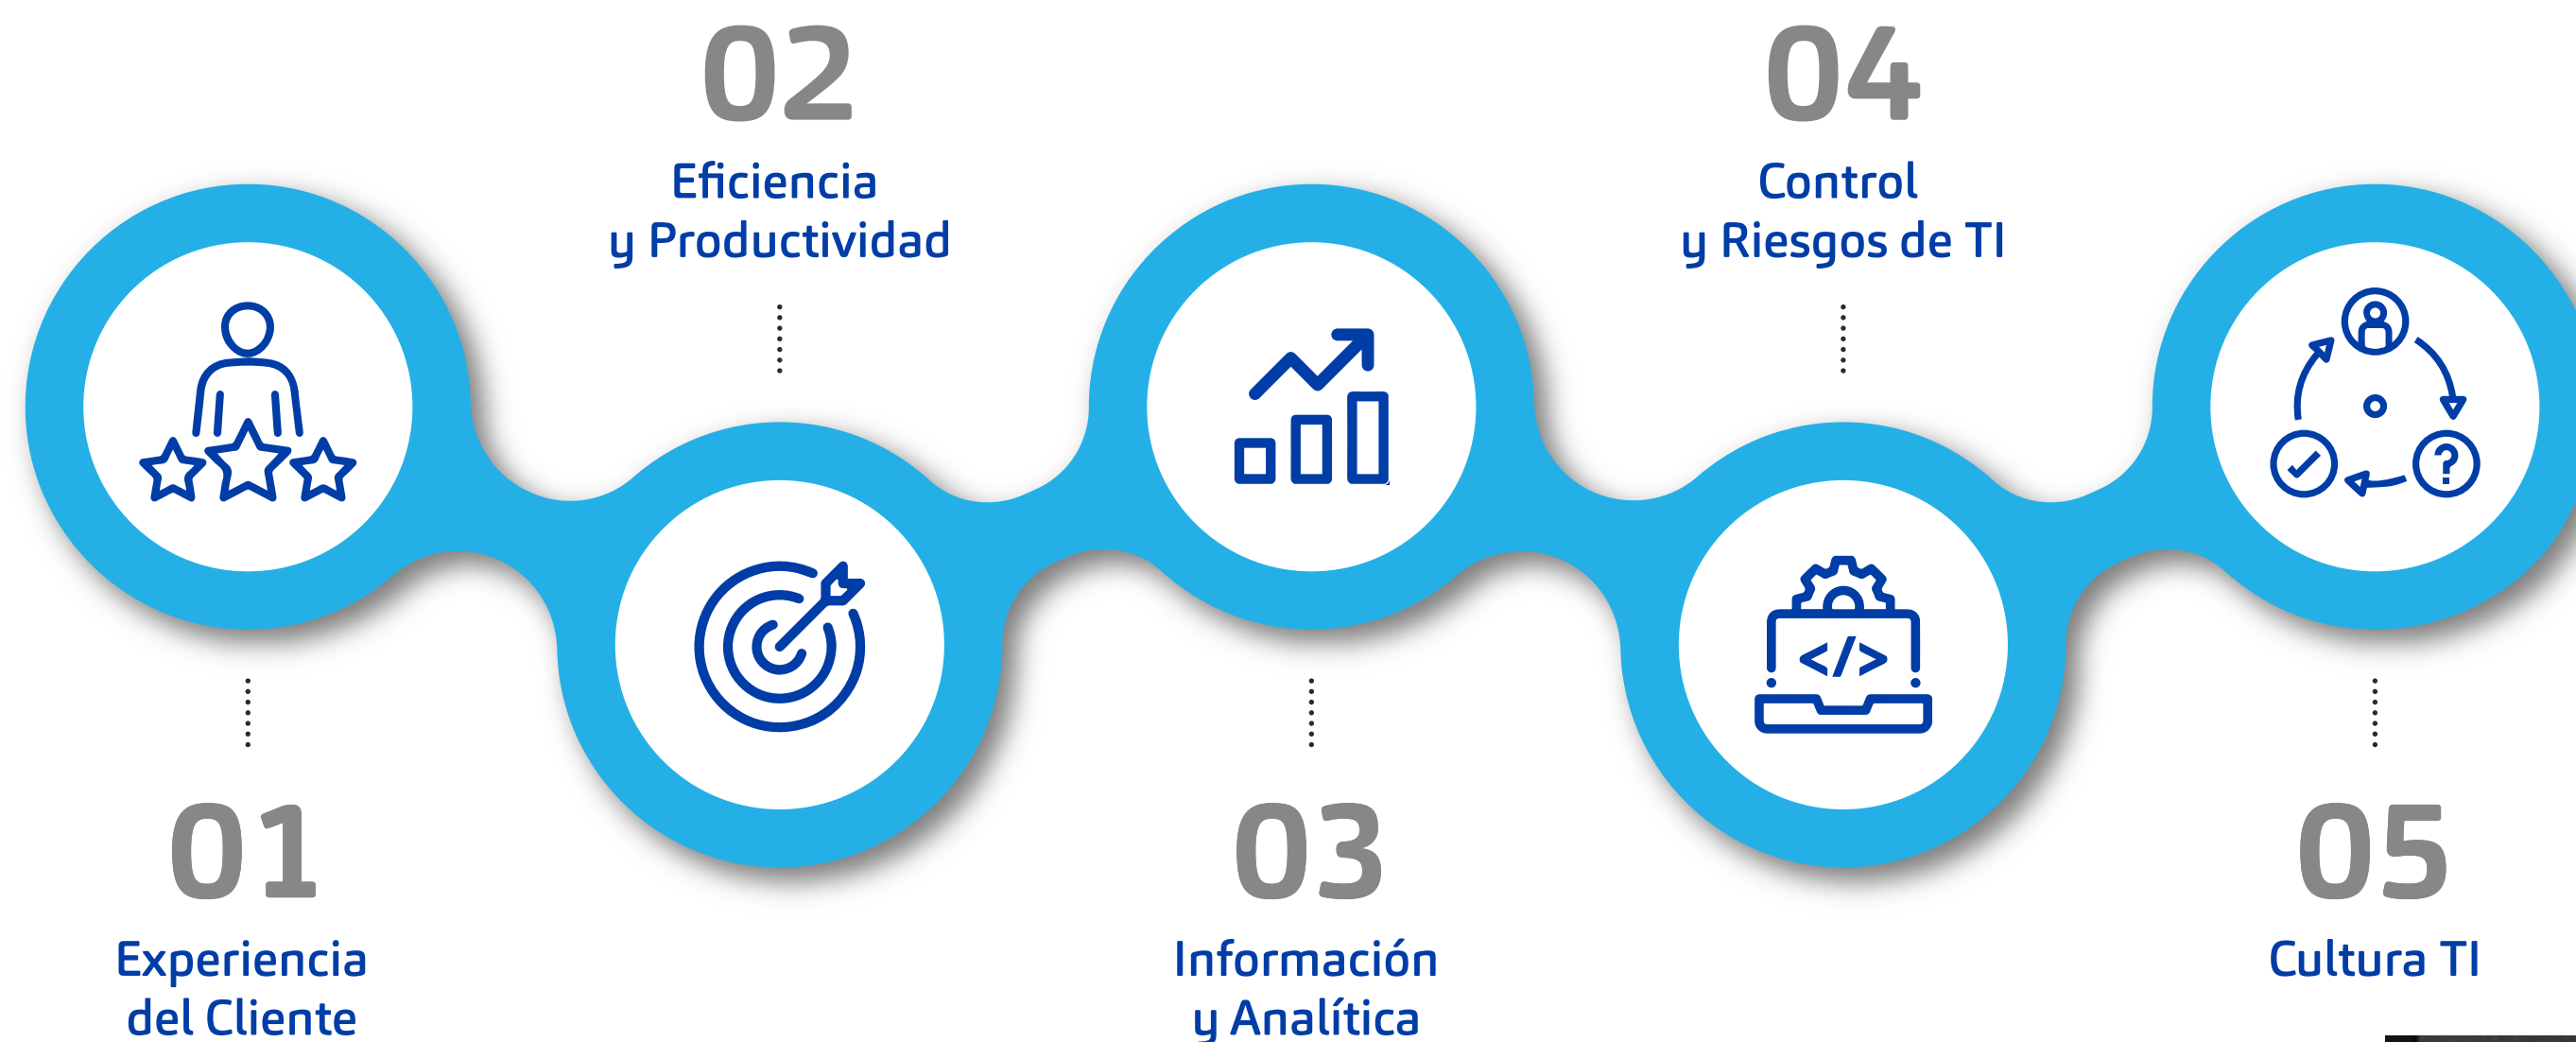 01
Experiencia
del Cliente
02
Eficiencia
y Productividad
03
Información
y Analítica
04
Control
y Riesgos de TI
</>
05
Cultura TI
?